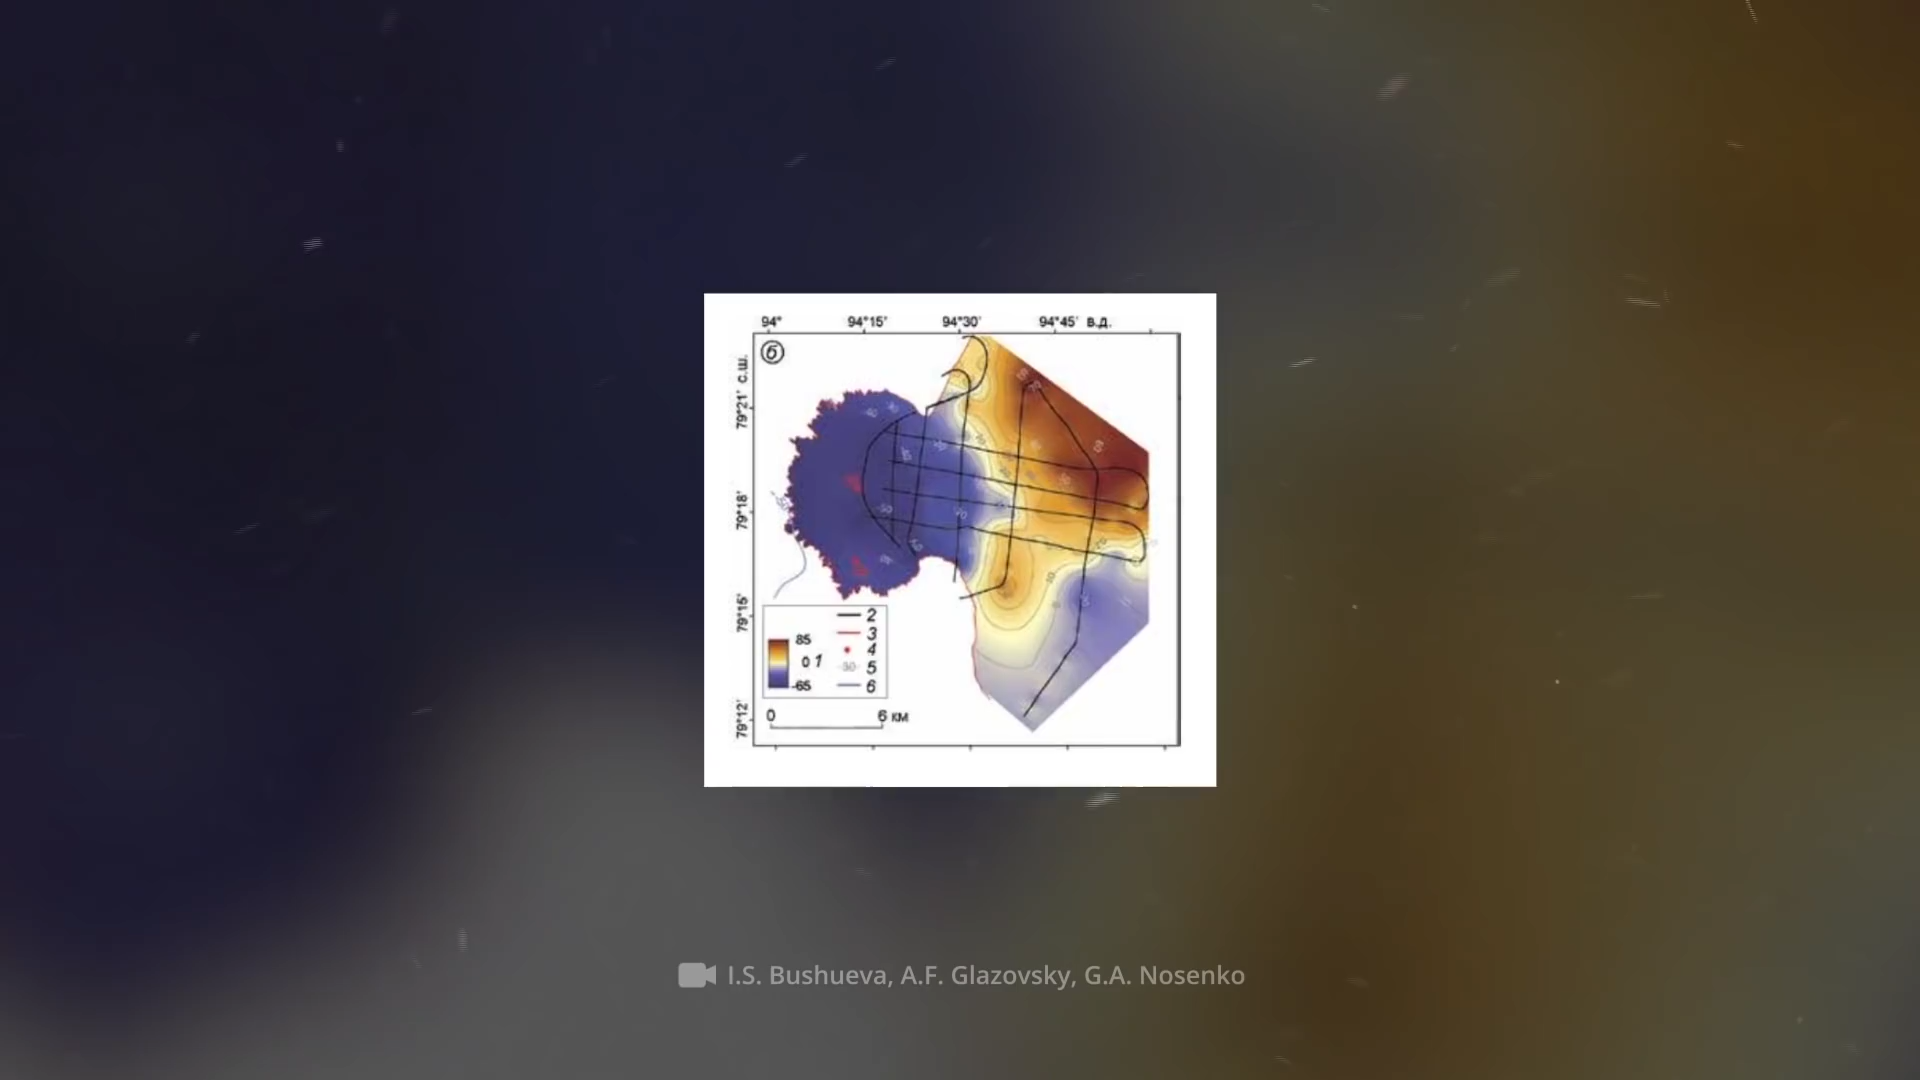 94° 94°15' 94°30' 94°45' в.д.
б
79°21' с.ш.
79°18'
79°15'
79°12'
85
0 1
-65
2
3
4
5
6
0 6 км
I.S. Bushueva, A.F. Glazovsky, G.A. Nosenko